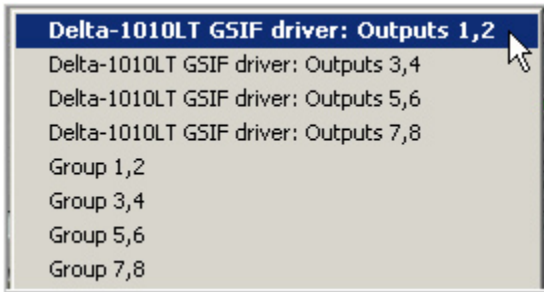 Delta-1010LT GSIF driver: Outputs 1,2
Delta-1010LT GSIF driver: Outputs 3,4
Delta-1010LT GSIF driver: Outputs 5,6
Delta-1010LT GSIF driver: Outputs 7,8
Group 1,2
Group 3,4
Group 5,6
Group 7,8